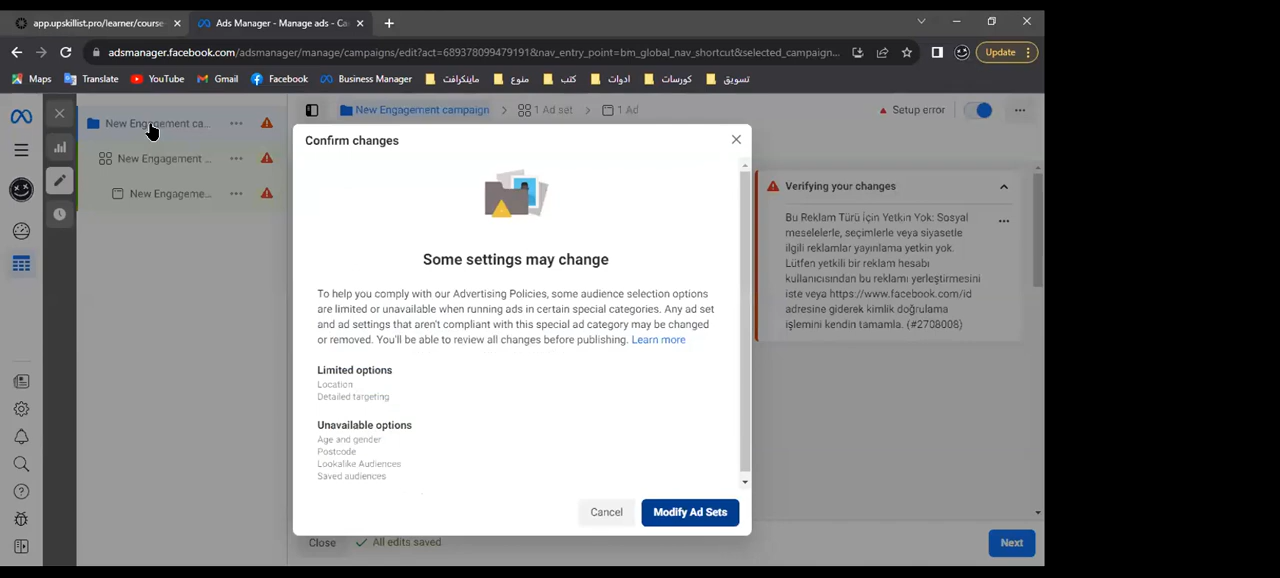 app.upskillist.pro/learner/course
Ads Manager - Manage ads - Ca
adsmanager.facebook.com/adsmanager/manage/campaigns/edit?act=689378099479191&nav_entry_point=bm_global_nav_shortcut&selected_campaign...
Update
Maps
Translate
YouTube
Gmail
Facebook
Business Manager
ماينكرافت
منوع
كتب
ادوات
كورسات
تسويق
New Engagement ca...
New Engagement ...
New Engageme...
New Engagement campaign
1 Ad set
1 Ad
Setup error
Confirm changes
Some settings may change
To help you comply with our Advertising Policies, some audience selection options
are limited or unavailable when running ads in certain special categories. Any ad set
and ad settings that aren't compliant with this special ad category may be changed
or removed. You'll be able to review all changes before publishing. Learn more
Limited options
Location
Detailed targeting
Unavailable options
Age and gender
Postcode
Lookalike Audiences
Saved audiences
Cancel
Modify Ad Sets
Verifying your changes
Bu Reklam Türü için Yetkin Yok: Sosyal
meselelerle, seçimlerle veya siyasetle
ilgili reklamlar yayınlama yetkin yok.
Lütfen yetkili bir reklam hesabı
kullanıcısından bu reklamı yerleştirmesini
iste veya https://www.facebook.com/id
adresine giderek kimlik doğrulama
işlemini kendin tamamla. (#2708008)
Close
All edits saved
Next